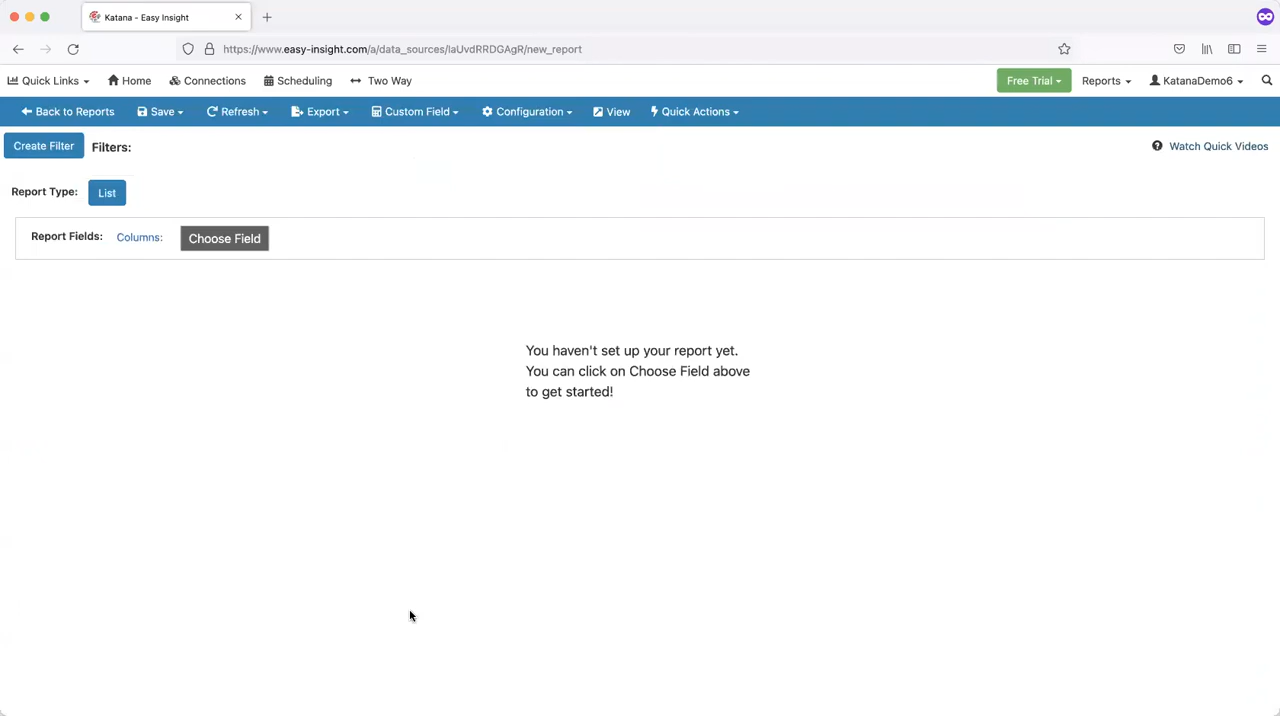 Katana - Easy Insight
https://www.easy-insight.com/a/data_sources/laUvdRRDGAgR/new_report
Quick Links Home Connections Scheduling Two Way Free Trial Reports KatanaDemo6
Back to Reports Save Refresh Export Custom Field Configuration View Quick Actions
Create Filter Filters: Watch Quick Videos
Report Type: List
Report Fields: Columns: Choose Field
You haven't set up your report yet.
You can click on Choose Field above
to get started!